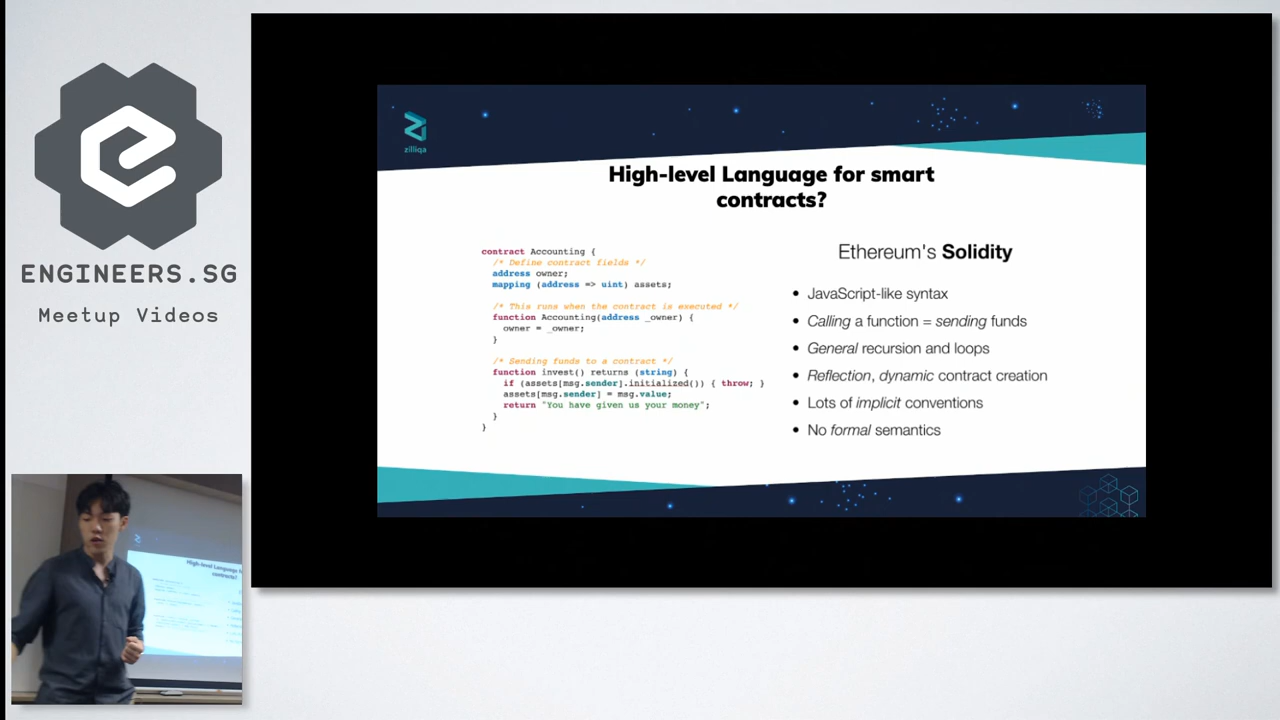 ENGINEERS.SG
Meetup Videos
zilliqa
High-level Language for smart
contracts?
contract Accounting {
/* Define contract fields */
address owner;
mapping (address => uint) assets;
/* This runs when the contract is executed */
function Accounting(address _owner) {
owner = _owner;
}
/* Sending funds to a contract */
function invest() returns (string) {
if (assets[msg.sender].initialized()) { throw; }
assets[msg.sender] = msg.value;
return "You have given us your money";
}
}
Ethereum's Solidity
• JavaScript-like syntax
• Calling a function = sending funds
• General recursion and loops
• Reflection, dynamic contract creation
• Lots of implicit conventions
• No formal semantics
High-level Language f
contracts?